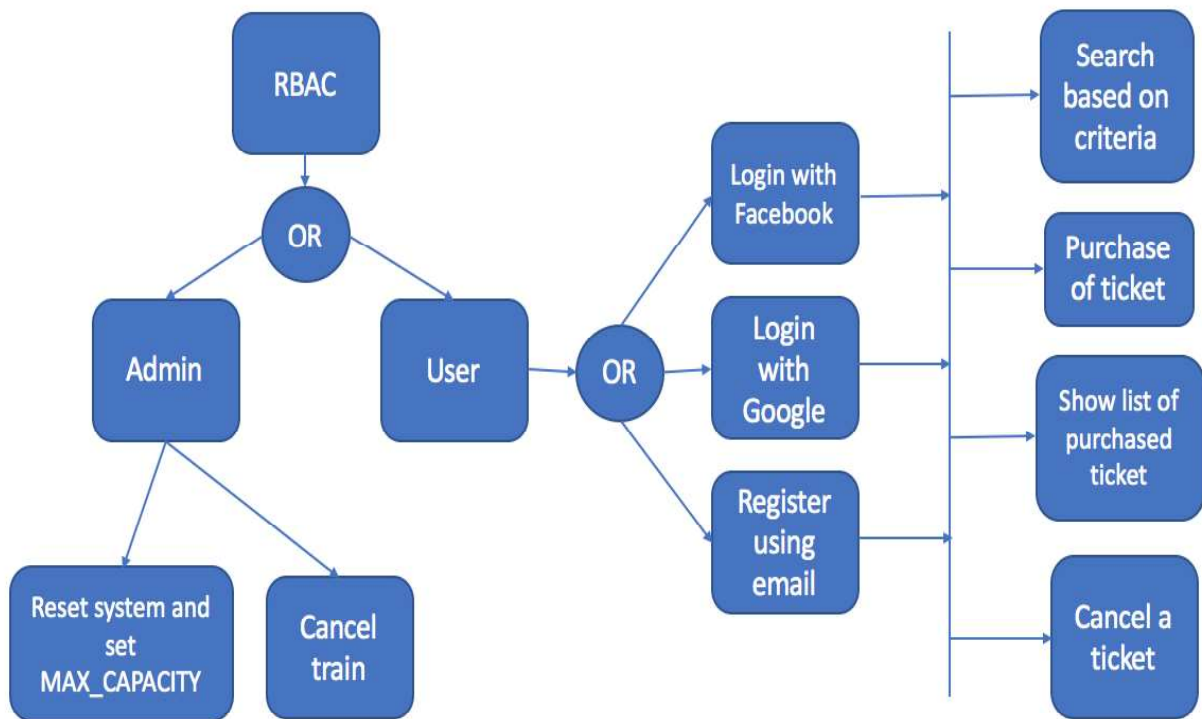 RBAC
OR
Admin
User
Reset system and
set
MAX_CAPACITY
Cancel
train
OR
Login with
Facebook
Login
with
Google
Register
using
email
Search
based on
criteria
Purchase
of ticket
Show list of
purchased
ticket
Cancel a
ticket